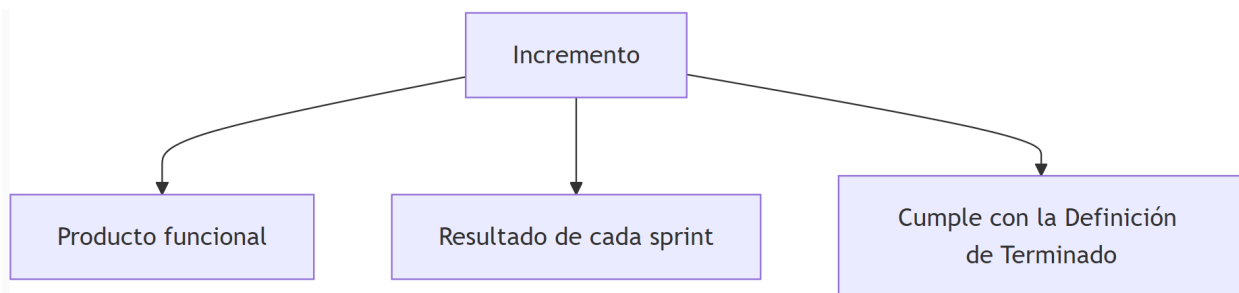 Incremento
Producto funcional
Resultado de cada sprint
Cumple con la Definición
de Terminado